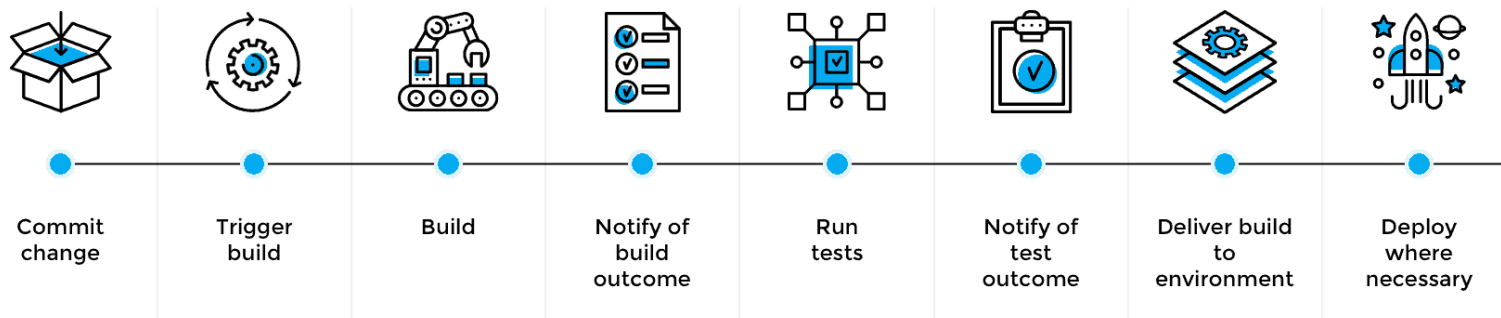 Commit
change
Trigger
build
Build
Notify of
build
outcome
Run
tests
Notify of
test
outcome
Deliver build
to
environment
Deploy
where
necessary